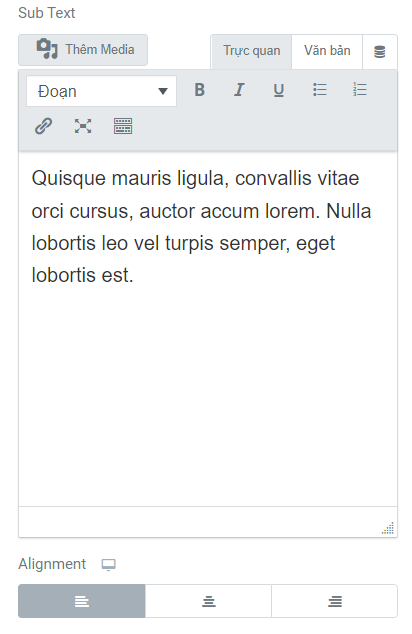 Sub Text
Thêm Media
Trực quan
Văn bản
Đoạn
B
I
U
Quisque mauris ligula, convallis vitae
orci cursus, auctor accum lorem. Nulla
lobortis leo vel turpis semper, eget
lobortis est.
Alignment